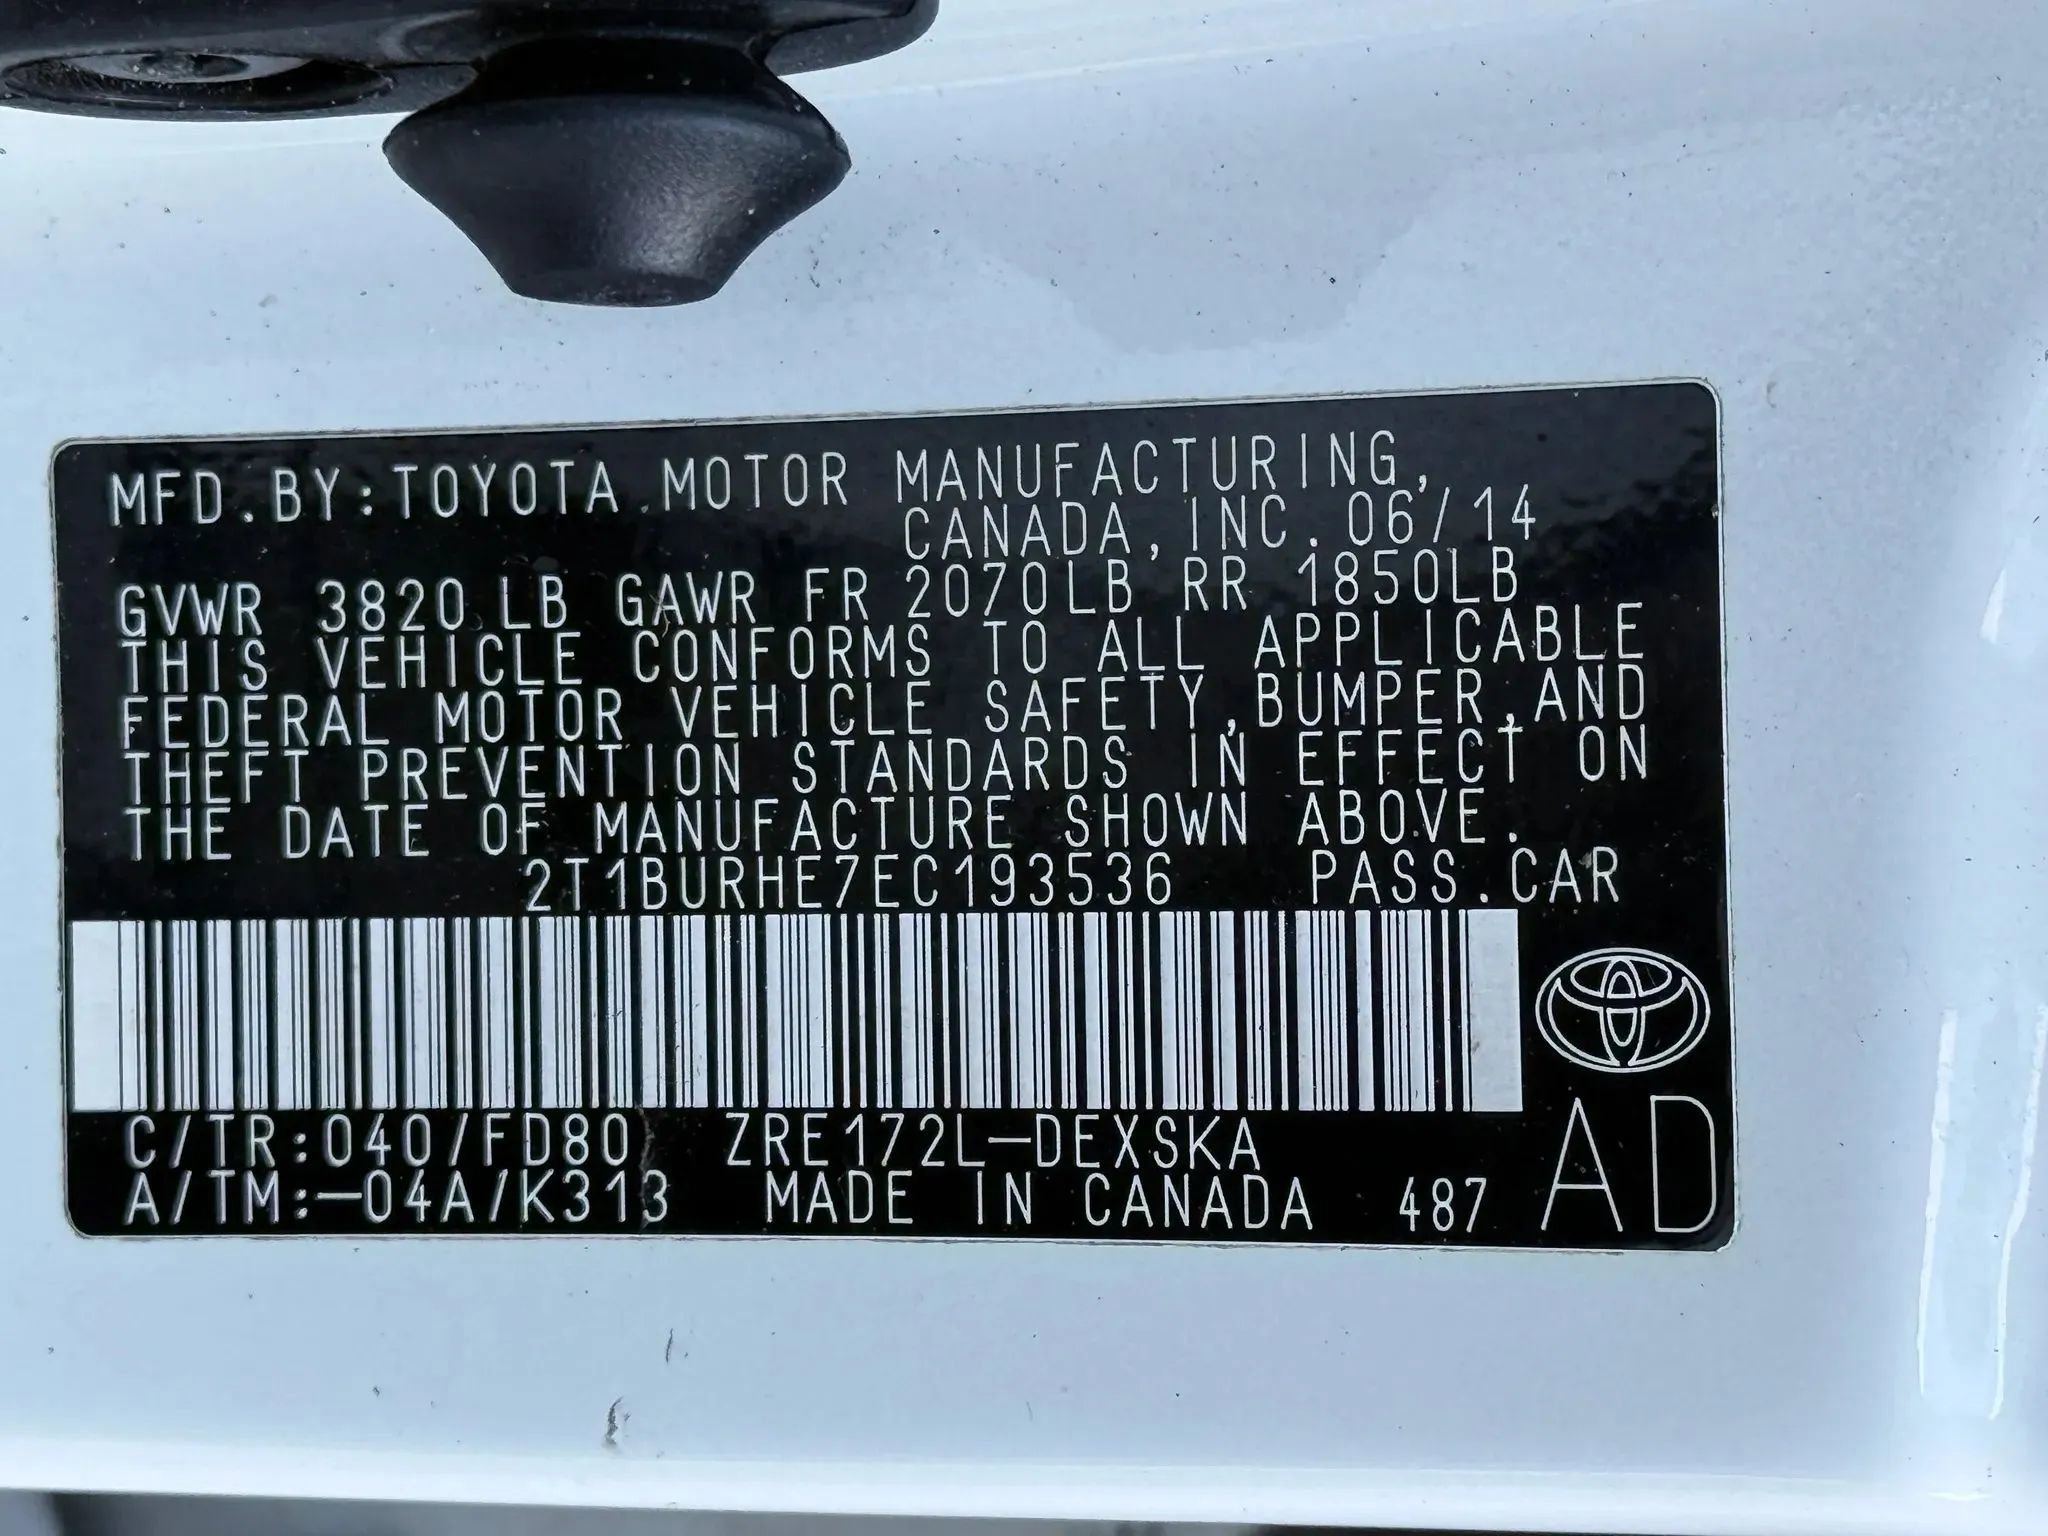 MFD.BY:TOYOTA MOTOR MANUFACTURING,
CANADA,INC.06/14
GVWR 3820 LB GAWR FR 2070LB RR 1850LB
THIS VEHICLE CONFORMS TO ALL APPLICABLE
FEDERAL MOTOR VEHICLE SAFETY,BUMPER,AND
THEFT PREVENTION STANDARDS IN EFFECT ON
THE DATE OF MANUFACTURE SHOWN ABOVE.
2T1BURHE7EC193536 PASS.CAR
C/TR:040/FD80 ZRE172L-DEXSKA
A/TM:-04A/K313 MADE IN CANADA 487
AD